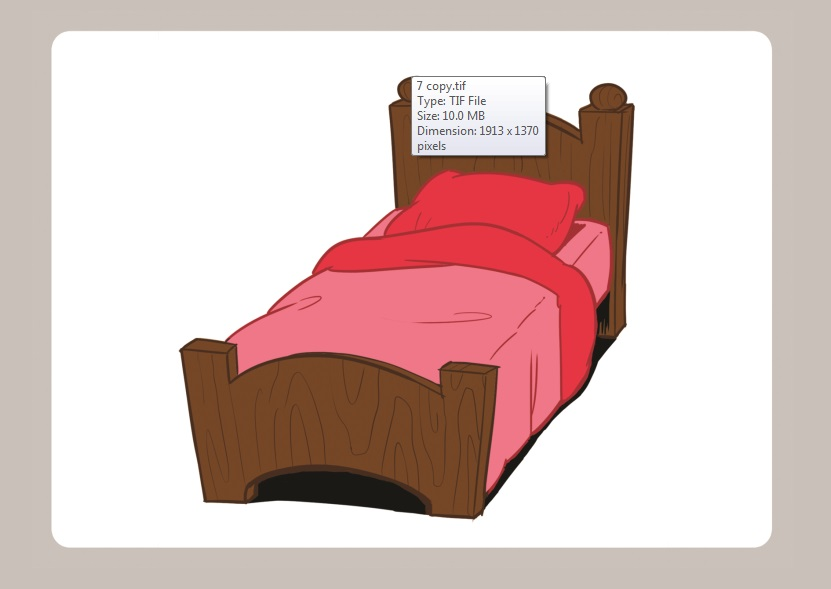 7 copy.tif
Type: TIF File
Size: 10.0 MB
Dimension: 1913 x 1370
pixels